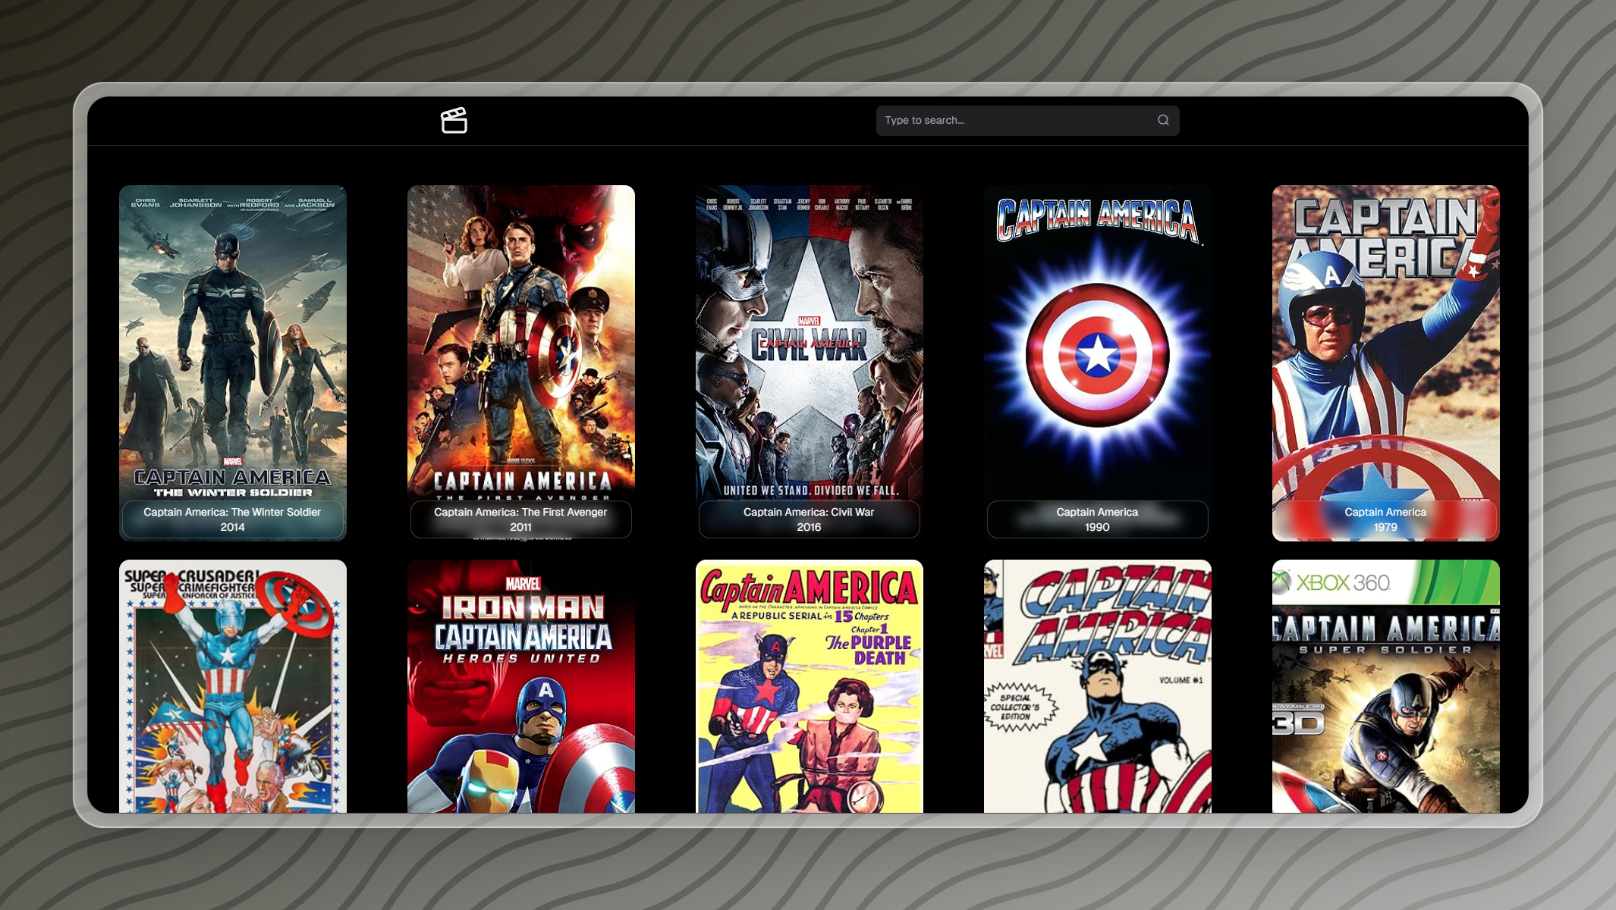 Type to search...
CHRIS EVANS SCARLETT JOHANSSON WITH ROBERT REDFORD SAMUEL L. JACKSON
MARVEL
CAPTAIN AMERICA
THE WINTER SOLDIER
Captain America: The Winter Soldier
2014
CAPTAIN AMERICA
THE FIRST AVENGER
Captain America: The First Avenger
2011
MARVEL
CAPTAIN AMERICA
CIVIL WAR
UNITED WE STAND. DIVIDED WE FALL.
Captain America: Civil War
2016
CAPTAIN AMERICA
Captain America
1990
CAPTAIN
AMERICA
A
Captain America
1979
SUPER CRUSADER!
SUPER CRIMEFIGHTER
SUPER ENFORCER OF JUSTICE
MARVEL
IRON MAN
CAPTAIN AMERICA
HEROES UNITED
A
Captain AMERICA
A REPUBLIC SERIAL in 15 Chapters
Chapter 1
The PURPLE
DEATH
CAPTAIN
AMERICA
VOLUME #1
SPECIAL
COLLECTOR'S
EDITION
XBOX 360
CAPTAIN AMERICA
SUPER SOLDIER
3D